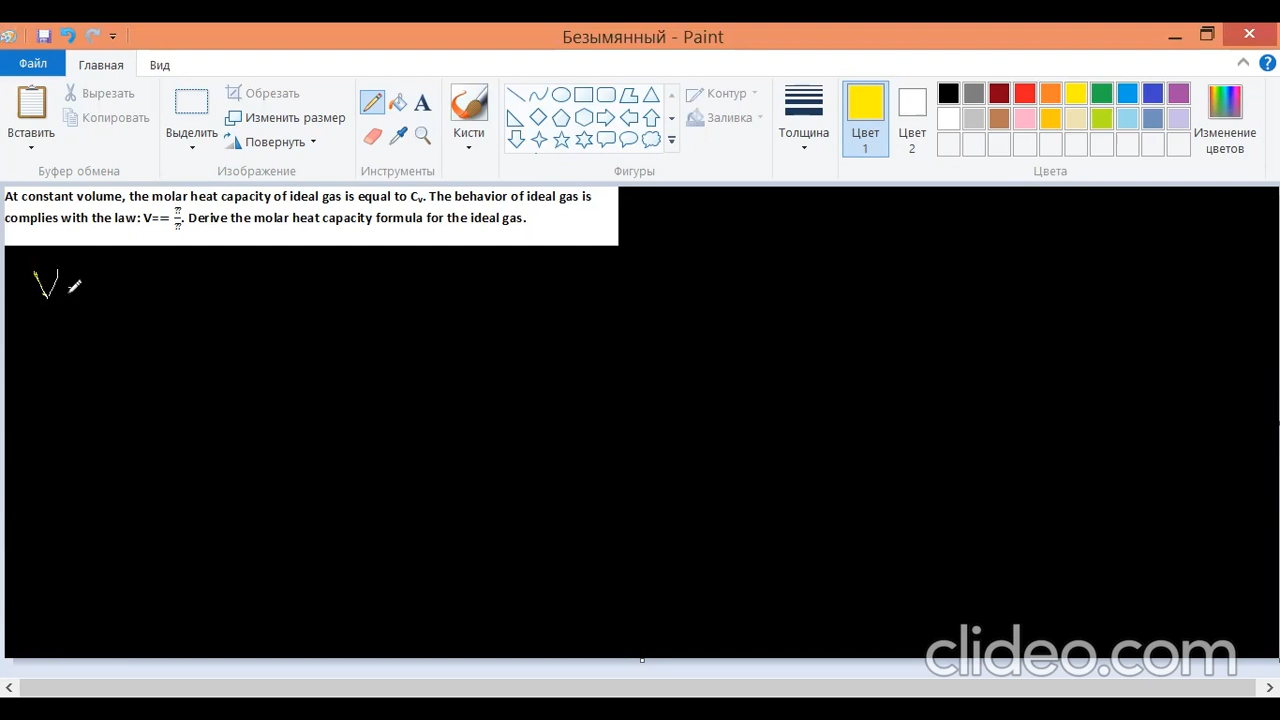 Безымянный - Paint
Файл
Главная
Вид
Вставить
Вырезать
Копировать
Буфер обмена
Выделить
Обрезать
Изменить размер
Повернуть
Изображение
Инструменты
Кисти
Контур
Заливка
Фигуры
Толщина
Цвет
1
Цвет
2
Изменение
цветов
Цвета
At constant volume, the molar heat capacity of ideal gas is equal to Cᵥ. The behavior of ideal gas is
complies with the law: V== ?/?. Derive the molar heat capacity formula for the ideal gas.
V
clideo.com